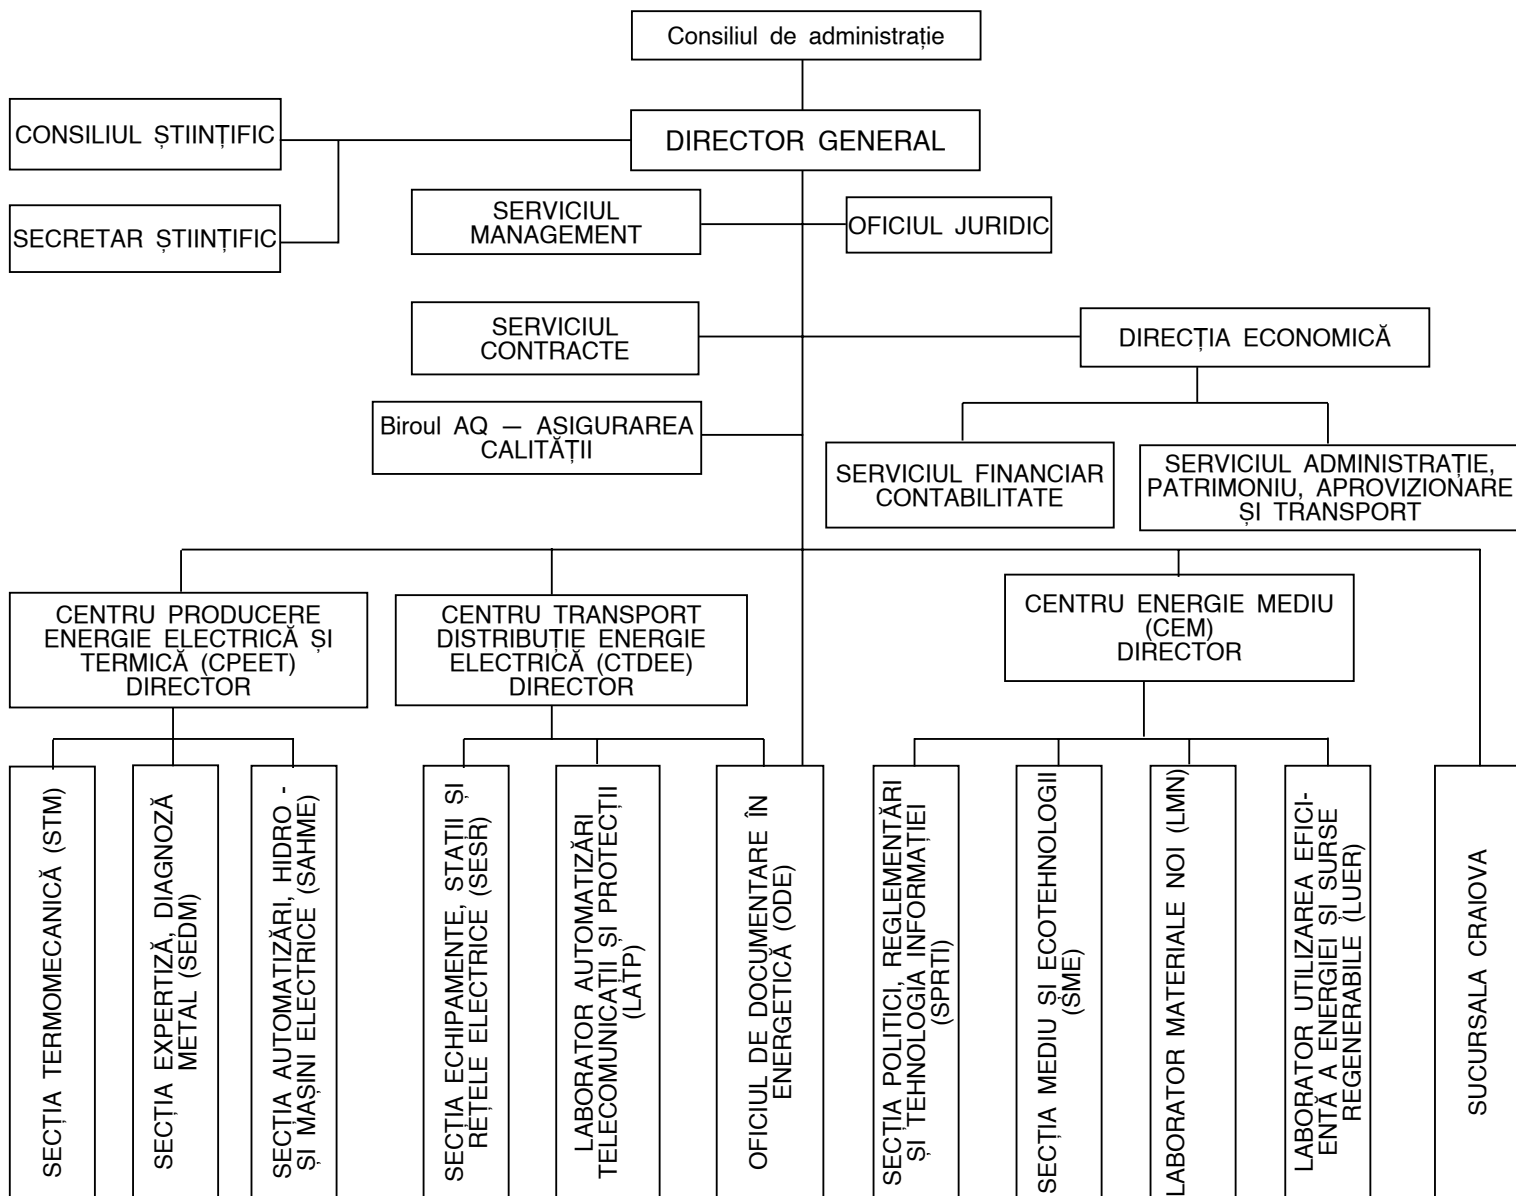 Consiliul de administrație
CONSILIUL ȘTIINȚIFIC
DIRECTOR GENERAL
SECRETAR ȘTIINȚIFIC
SERVICIUL
MANAGEMENT
OFICIUL JURIDIC
SERVICIUL
CONTRACTE
DIRECȚIA ECONOMICĂ
Biroul AQ — ASIGURAREA
CALITĂȚII
SERVICIUL FINANCIAR
CONTABILITATE
SERVICIUL ADMINISTRAȚIE,
PATRIMONIU, APROVIZIONARE
ȘI TRANSPORT
CENTRU PRODUCERE
ENERGIE ELECTRICĂ ȘI
TERMICĂ (CPEET)
DIRECTOR
CENTRU TRANSPORT
DISTRIBUȚIE ENERGIE
ELECTRICĂ (CTDEE)
DIRECTOR
CENTRU ENERGIE MEDIU
(CEM)
DIRECTOR
SECȚIA TERMOMECANICĂ (STM)
SECȚIA EXPERTIZĂ, DIAGNOZĂ
METAL (SEDM)
SECȚIA AUTOMATIZĂRI, HIDRO -
ȘI MAȘINI ELECTRICE (SAHME)
SECȚIA ECHIPAMENTE, STAȚII ȘI
REȚELE ELECTRICE (SESR)
LABORATOR AUTOMATIZĂRI
TELECOMUNICAȚII ȘI PROTECȚII
(LATP)
OFICIUL DE DOCUMENTARE ÎN
ENERGETICĂ (ODE)
SECȚIA POLITICI, REGLEMENTĂRI
ȘI TEHNOLOGIA INFORMAȚIEI
(SPRTI)
SECȚIA MEDIU ȘI ECOTEHNOLOGII
(SME)
LABORATOR MATERIALE NOI (LMN)
LABORATOR UTILIZAREA EFICI-
ENTĂ A ENERGIEI ȘI SURSE
REGENERABILE (LUER)
SUCURSALA CRAIOVA